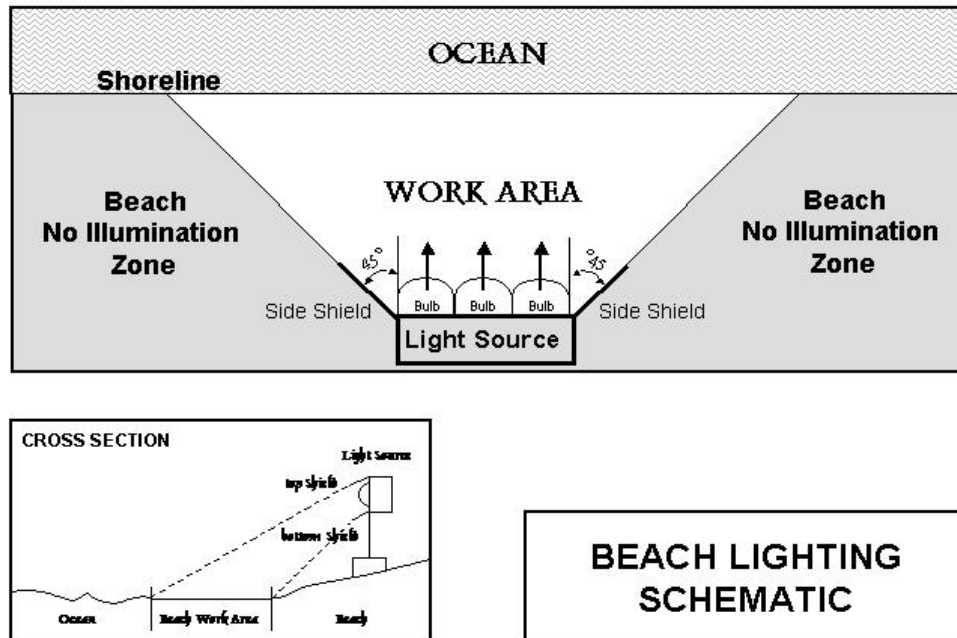 OCEAN
Shoreline
WORK AREA
Beach
No Illumination
Zone
Beach
No Illumination
Zone
45°
°45
Side Shield
Bulb
Bulb
Bulb
Side Shield
Light Source
CROSS SECTION
Light Source
top Shield
bottom Shield
Ocean
Beach Work Area
Beach
BEACH LIGHTING
SCHEMATIC